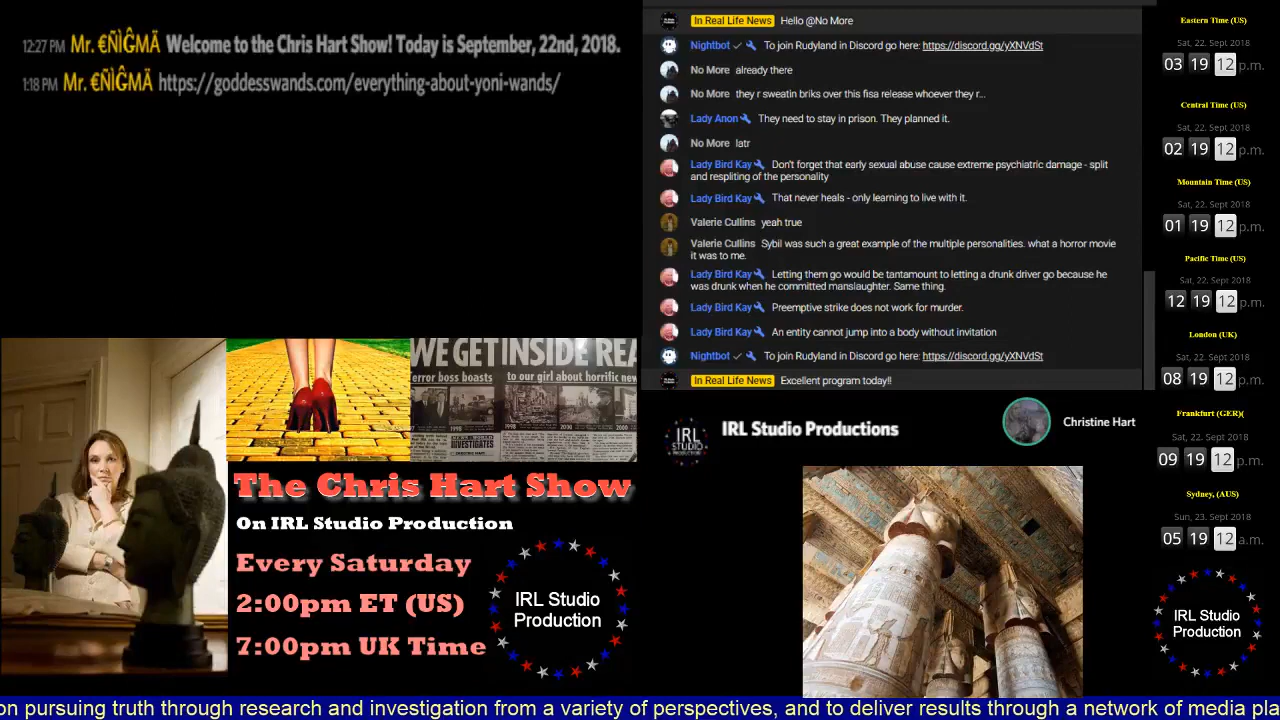 12:27 PM Mr. €ÑÌĜMÄ Welcome to the Chris Hart Show! Today is September, 22nd, 2018.
1:18 PM Mr. €ÑÌĜMÄ https://goddesswands.com/everything-about-yoni-wands/
In Real Life News Hello @No More
Nightbot To join Rudyland in Discord go here: https://discord.gg/yXNVdSt
No More already there
No More they r sweatin briks over this fisa release whoever they r...
Lady Anon They need to stay in prison. They planned it.
No More latr
Lady Bird Kay Don't forget that early sexual abuse cause extreme psychiatric damage - split
and respliting of the personality
Lady Bird Kay That never heals - only learning to live with it.
Valerie Cullins yeah true
Valerie Cullins Sybil was such a great example of the multiple personalities. what a horror movie
it was to me.
Lady Bird Kay Letting them go would be tantamount to letting a drunk driver go because he
was drunk when he committed manslaughter. Same thing.
Lady Bird Kay Preemptive strike does not work for murder.
Lady Bird Kay An entity cannot jump into a body without invitation
Nightbot To join Rudyland in Discord go here: https://discord.gg/yXNVdSt
In Real Life News Excellent program today!!
Eastern Time (US)
Sat, 22. Sept 2018
03 19 12 p.m.
Central Time (US)
Sat, 22. Sept 2018
02 19 12 p.m.
Mountain Time (US)
Sat, 22. Sept 2018
01 19 12 p.m.
Pacific Time (US)
Sat, 22. Sept 2018
12 19 12 p.m.
London (UK)
Sat, 22. Sept 2018
08 19 12 p.m.
Frankfurt (GER)(
Sat, 22. Sept 2018
09 19 12 p.m.
Sydney, (AUS)
Sun, 23. Sept 2018
05 19 12 a.m.
WE GET INSIDE REA
error boss boasts
to our girl about horrific new
1998
2000
INVESTIGATES
The Chris Hart Show
On IRL Studio Production
Every Saturday
2:00pm ET (US)
7:00pm UK Time
IRL Studio
Production
IRL
STUDIO
IRL Studio Productions
Christine Hart
IRL Studio
Production
on pursuing truth through research and investigation from a variety of perspectives, and to deliver results through a network of media pla